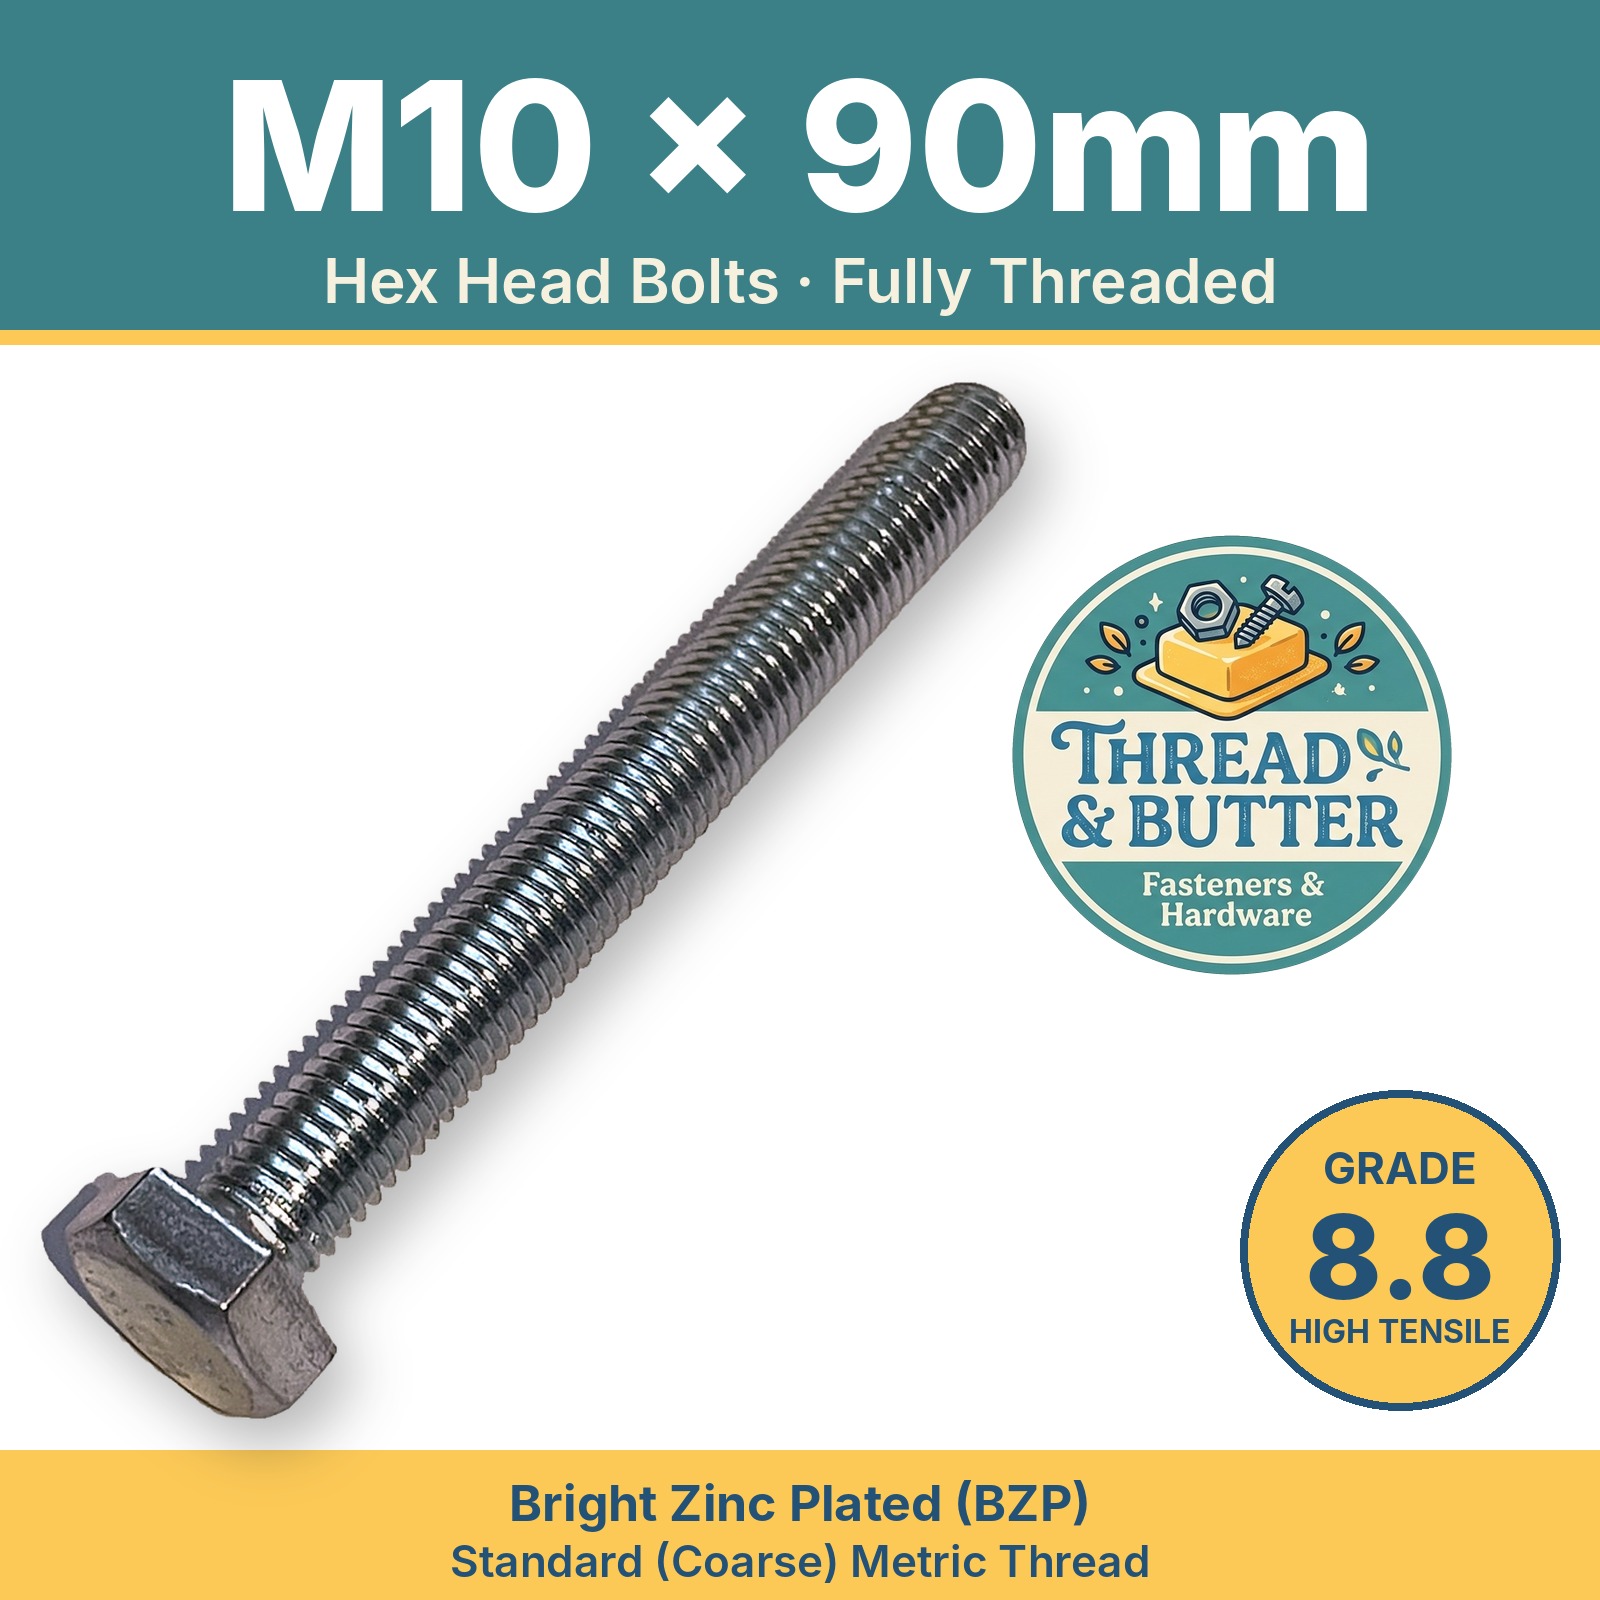 M10 × 90mm
Hex Head Bolts · Fully Threaded
THREAD
& BUTTER
Fasteners &
Hardware
GRADE
8.8
HIGH TENSILE
Bright Zinc Plated (BZP)
Standard (Coarse) Metric Thread